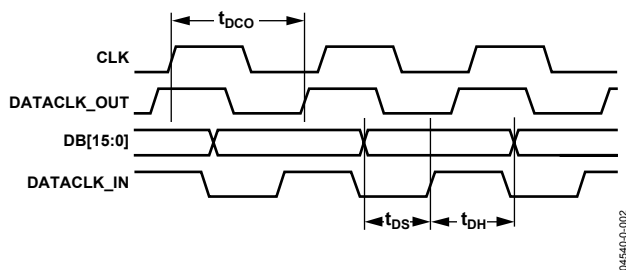 tDCO
CLK
DATACLK_OUT
DB[15:0]
DATACLK_IN
tDS
tDH
04540-0-002